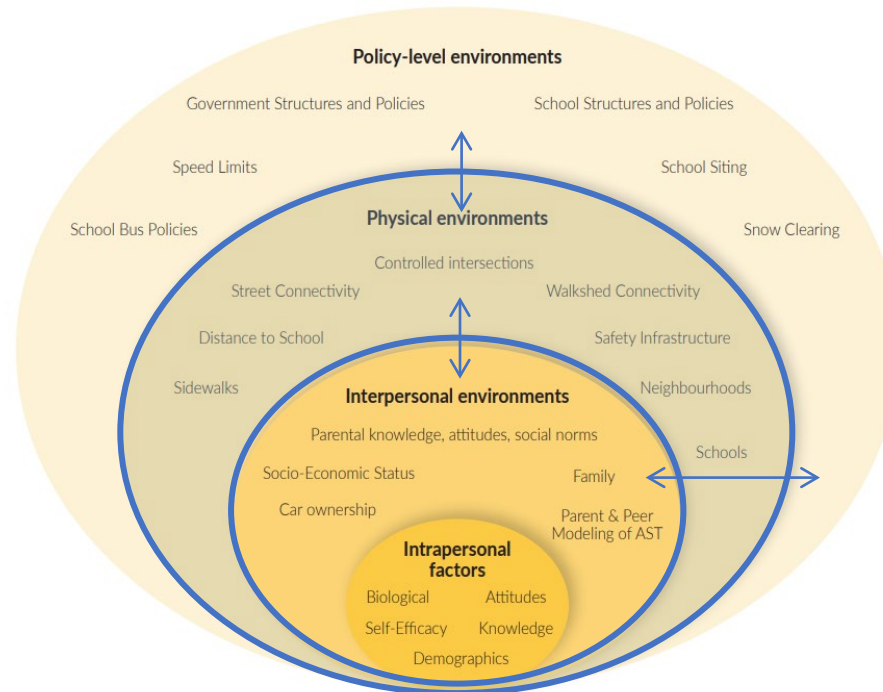 Policy-level environments
Government Structures and Policies
School Structures and Policies
Speed Limits
School Siting
School Bus Policies
Snow Clearing
Physical environments
Controlled intersections
Street Connectivity
Walkshed Connectivity
Distance to School
Safety Infrastructure
Sidewalks
Neighbourhoods
Interpersonal environments
Parental knowledge, attitudes, social norms
Schools
Socio-Economic Status
Family
Car ownership
Parent & Peer
Modeling of AST
Intrapersonal
factors
Biological
Attitudes
Self-Efficacy
Knowledge
Demographics